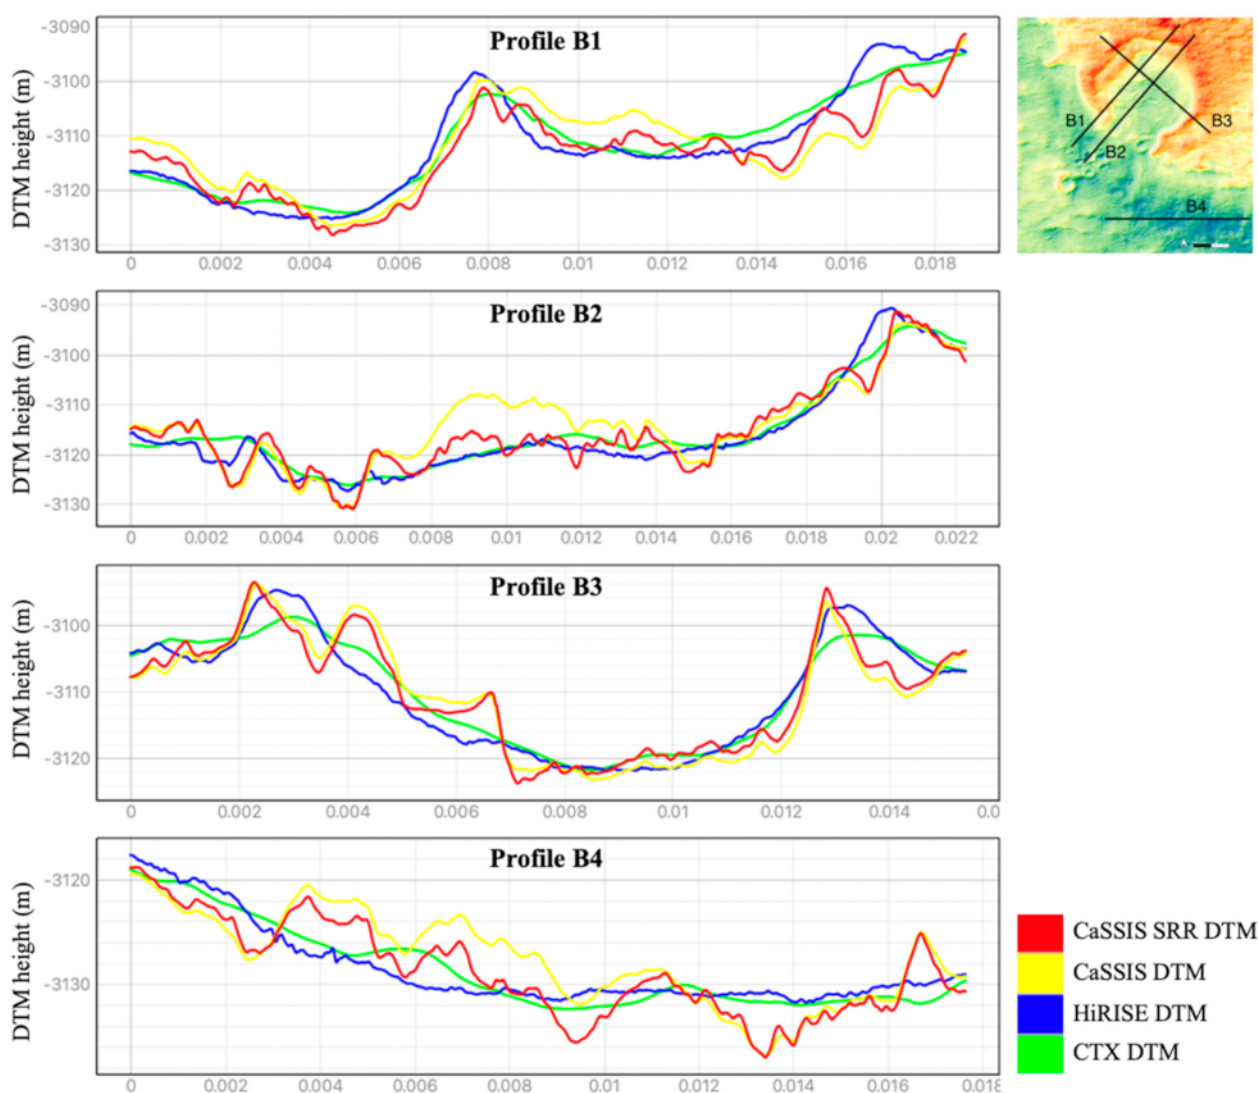 Profile B1
DTM height (m)
-3090
-3100
-3110
-3120
-3130
0 0.002 0.004 0.006 0.008 0.01 0.012 0.014 0.016 0.018
B1
B2
B3
B4
Profile B2
DTM height (m)
-3090
-3100
-3110
-3120
-3130
0 0.002 0.004 0.006 0.008 0.01 0.012 0.014 0.016 0.018 0.02 0.022
Profile B3
DTM height (m)
-3100
-3110
-3120
0 0.002 0.004 0.006 0.008 0.01 0.012 0.014 0.0
Profile B4
DTM height (m)
-3120
-3130
0 0.002 0.004 0.006 0.008 0.01 0.012 0.014 0.016 0.018
CaSSIS SRR DTM
CaSSIS DTM
HiRISE DTM
CTX DTM